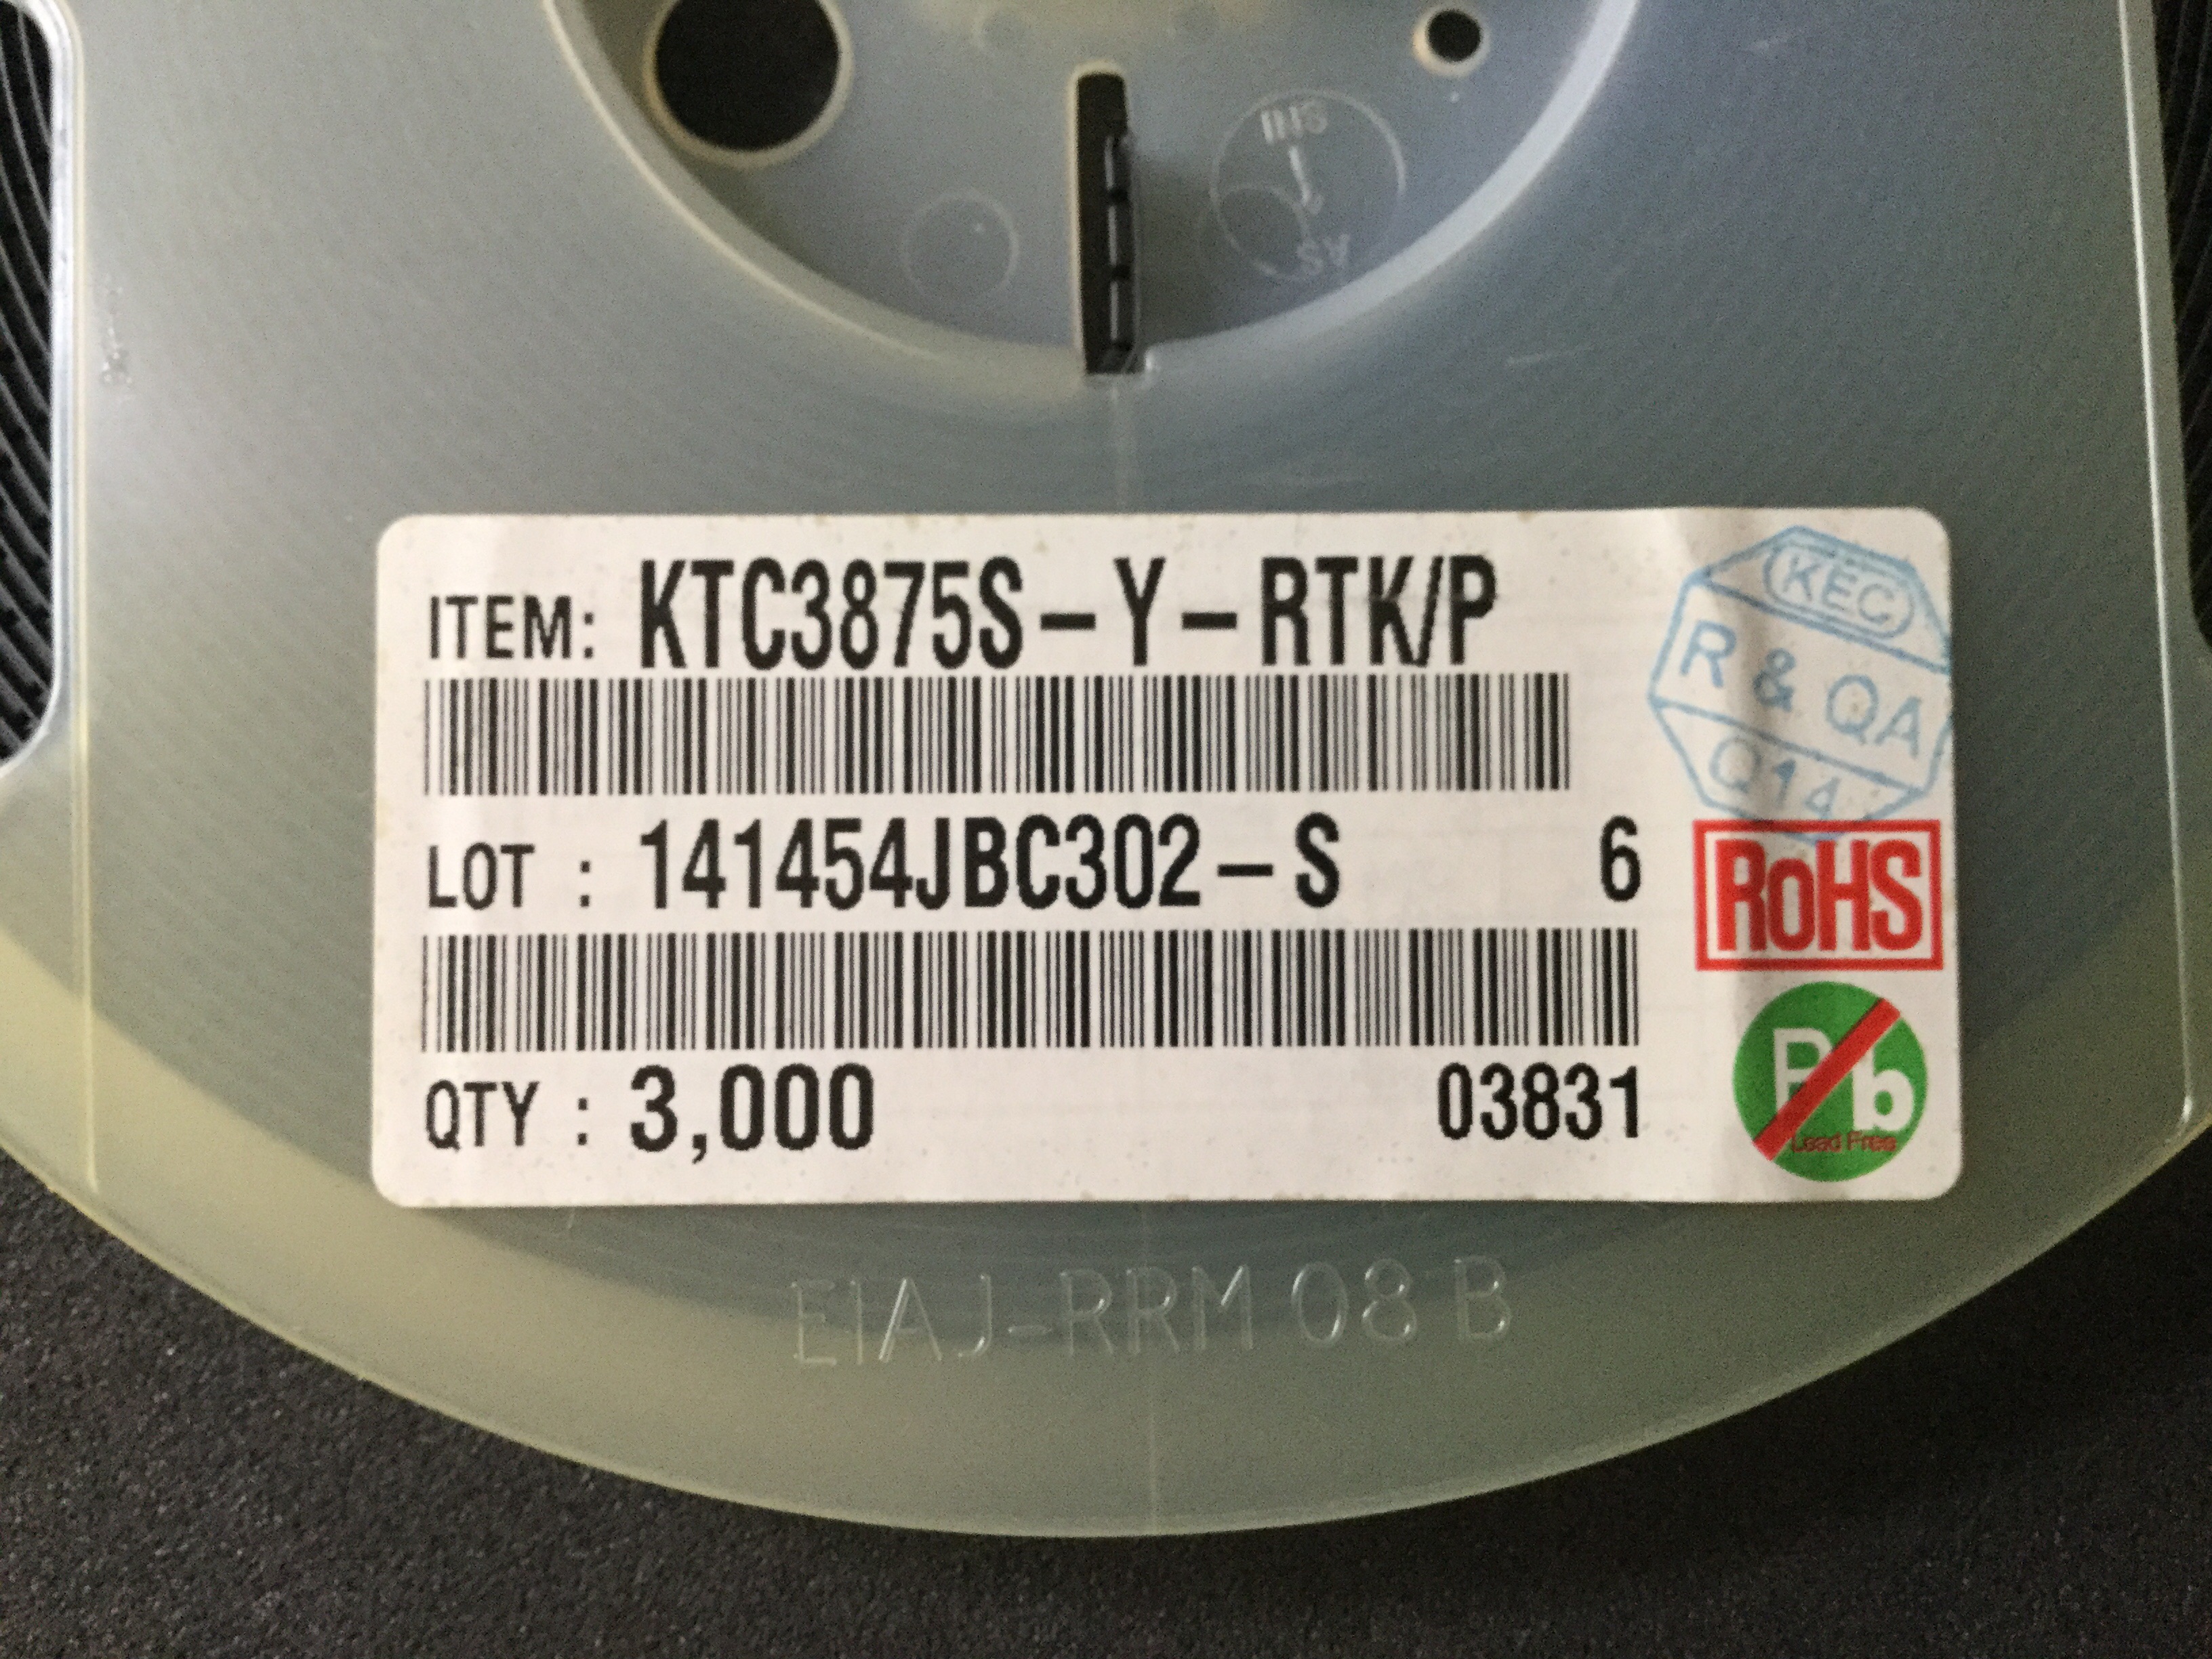 ITEM: KTC3875S-Y-RTK/P
KEC
R & QA
Q14
LOT : 141454JBC302-S 6
RoHS
QTY : 3,000 03831
Pb
Lead Free
EIAJ-RRM 08 B